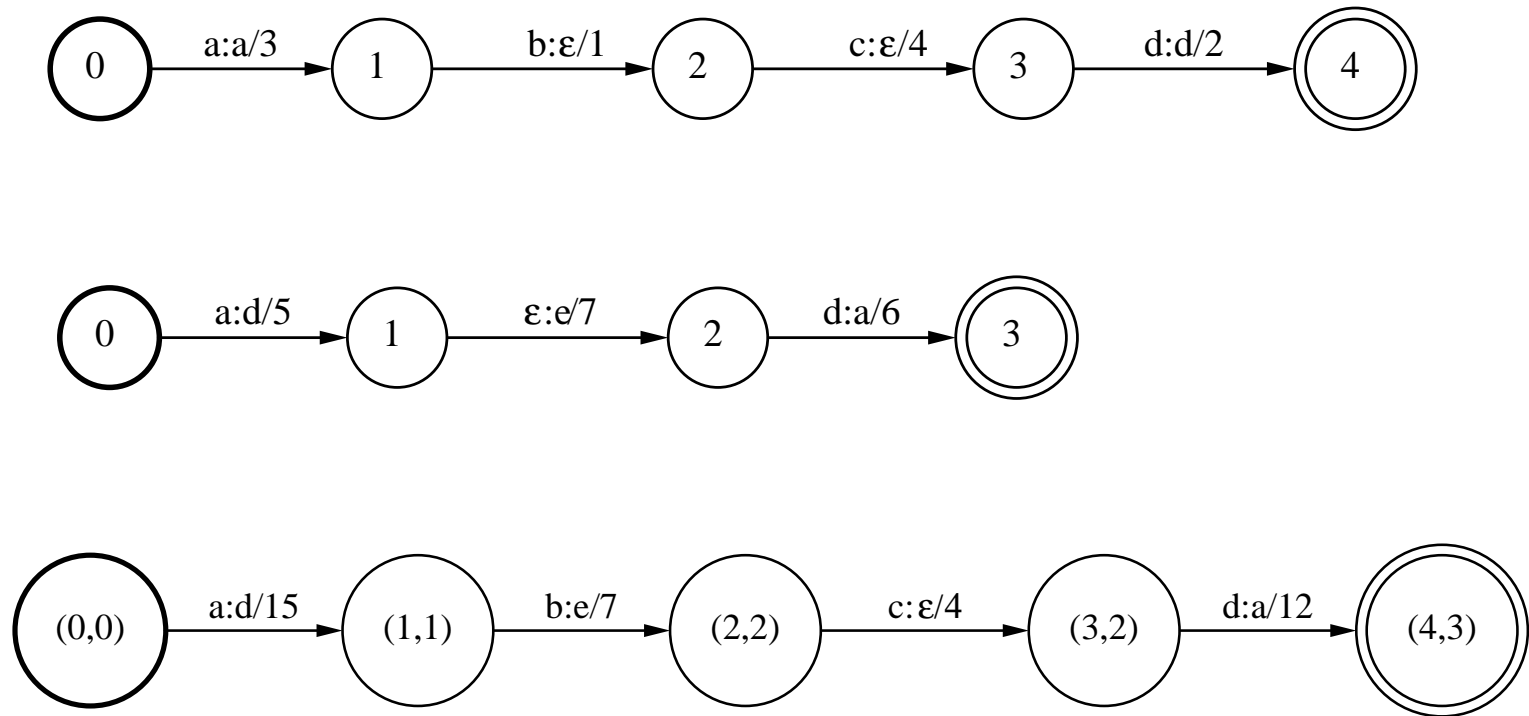 0 a:a/3 1 b:ε/1 2 c:ε/4 3 d:d/2 4
0 a:d/5 1 ε:e/7 2 d:a/6 3
(0,0) a:d/15 (1,1) b:e/7 (2,2) c:ε/4 (3,2) d:a/12 (4,3)